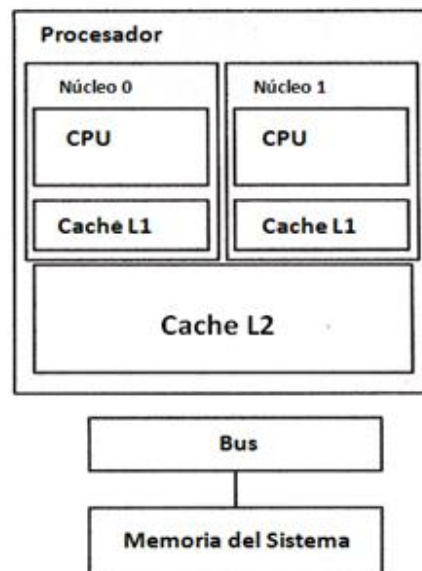 Procesador
Núcleo 0 Núcleo 1
CPU CPU
Cache L1 Cache L1
Cache L2
Bus
Memoria del Sistema